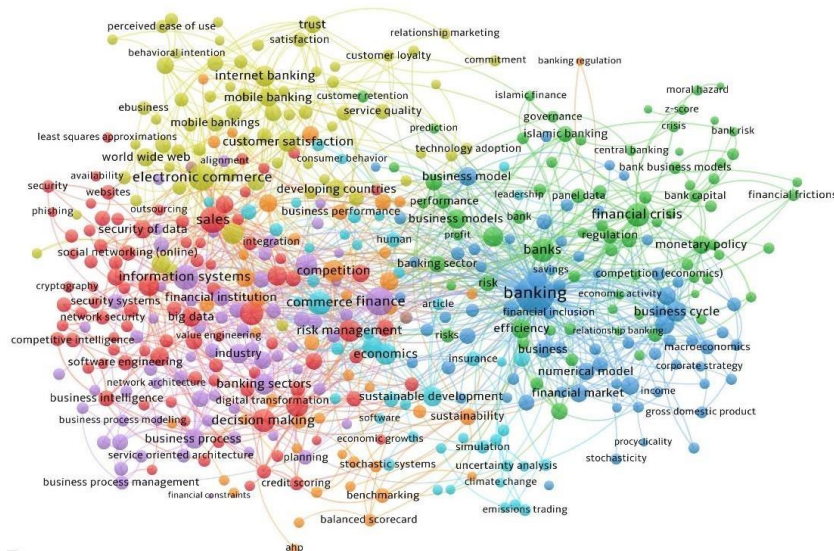 perceived ease of use
trust
relationship marketing
behavioral intention
satisfaction
customer loyalty
commitment
banking regulation
internet banking
mobile banking
customer retention
islamic finance
moral hazard
ebusiness
service quality
governance
z-score
mobile bankings
prediction
islamic banking
crisis
bank risk
least squares approximations
customer satisfaction
technology adoption
central banking
world wide web
alignment
consumer behavior
bank business models
availability
electronic commerce
business model
security
websites
developing countries
leadership
panel data
bank capital
financial frictions
phishing
outsourcing
business performance
performance
sales
business models
bank
financial crisis
security of data
integration
human
profit
regulation
monetary policy
social networking (online)
banks
information systems
competition
banking sector
savings
competition (economics)
cryptography
financial institution
risk
banking
economic activity
security systems
commerce
finance
article
financial inclusion
business cycle
network security
big data
risk management
efficiency
relationship banking
competitive intelligence
value engineering
risks
business
macroeconomics
software engineering
industry
economics
insurance
corporate strategy
network architecture
banking sectors
numerical model
business intelligence
digital transformation
sustainable development
financial market
income
business process modeling
decision making
software
sustainability
gross domestic product
business process
economic growths
simulation
procyclicality
service oriented architecture
planning
stochastic systems
uncertainty analysis
stochasticity
business process management
credit scoring
climate change
financial constraints
benchmarking
emissions trading
balanced scorecard
ahp